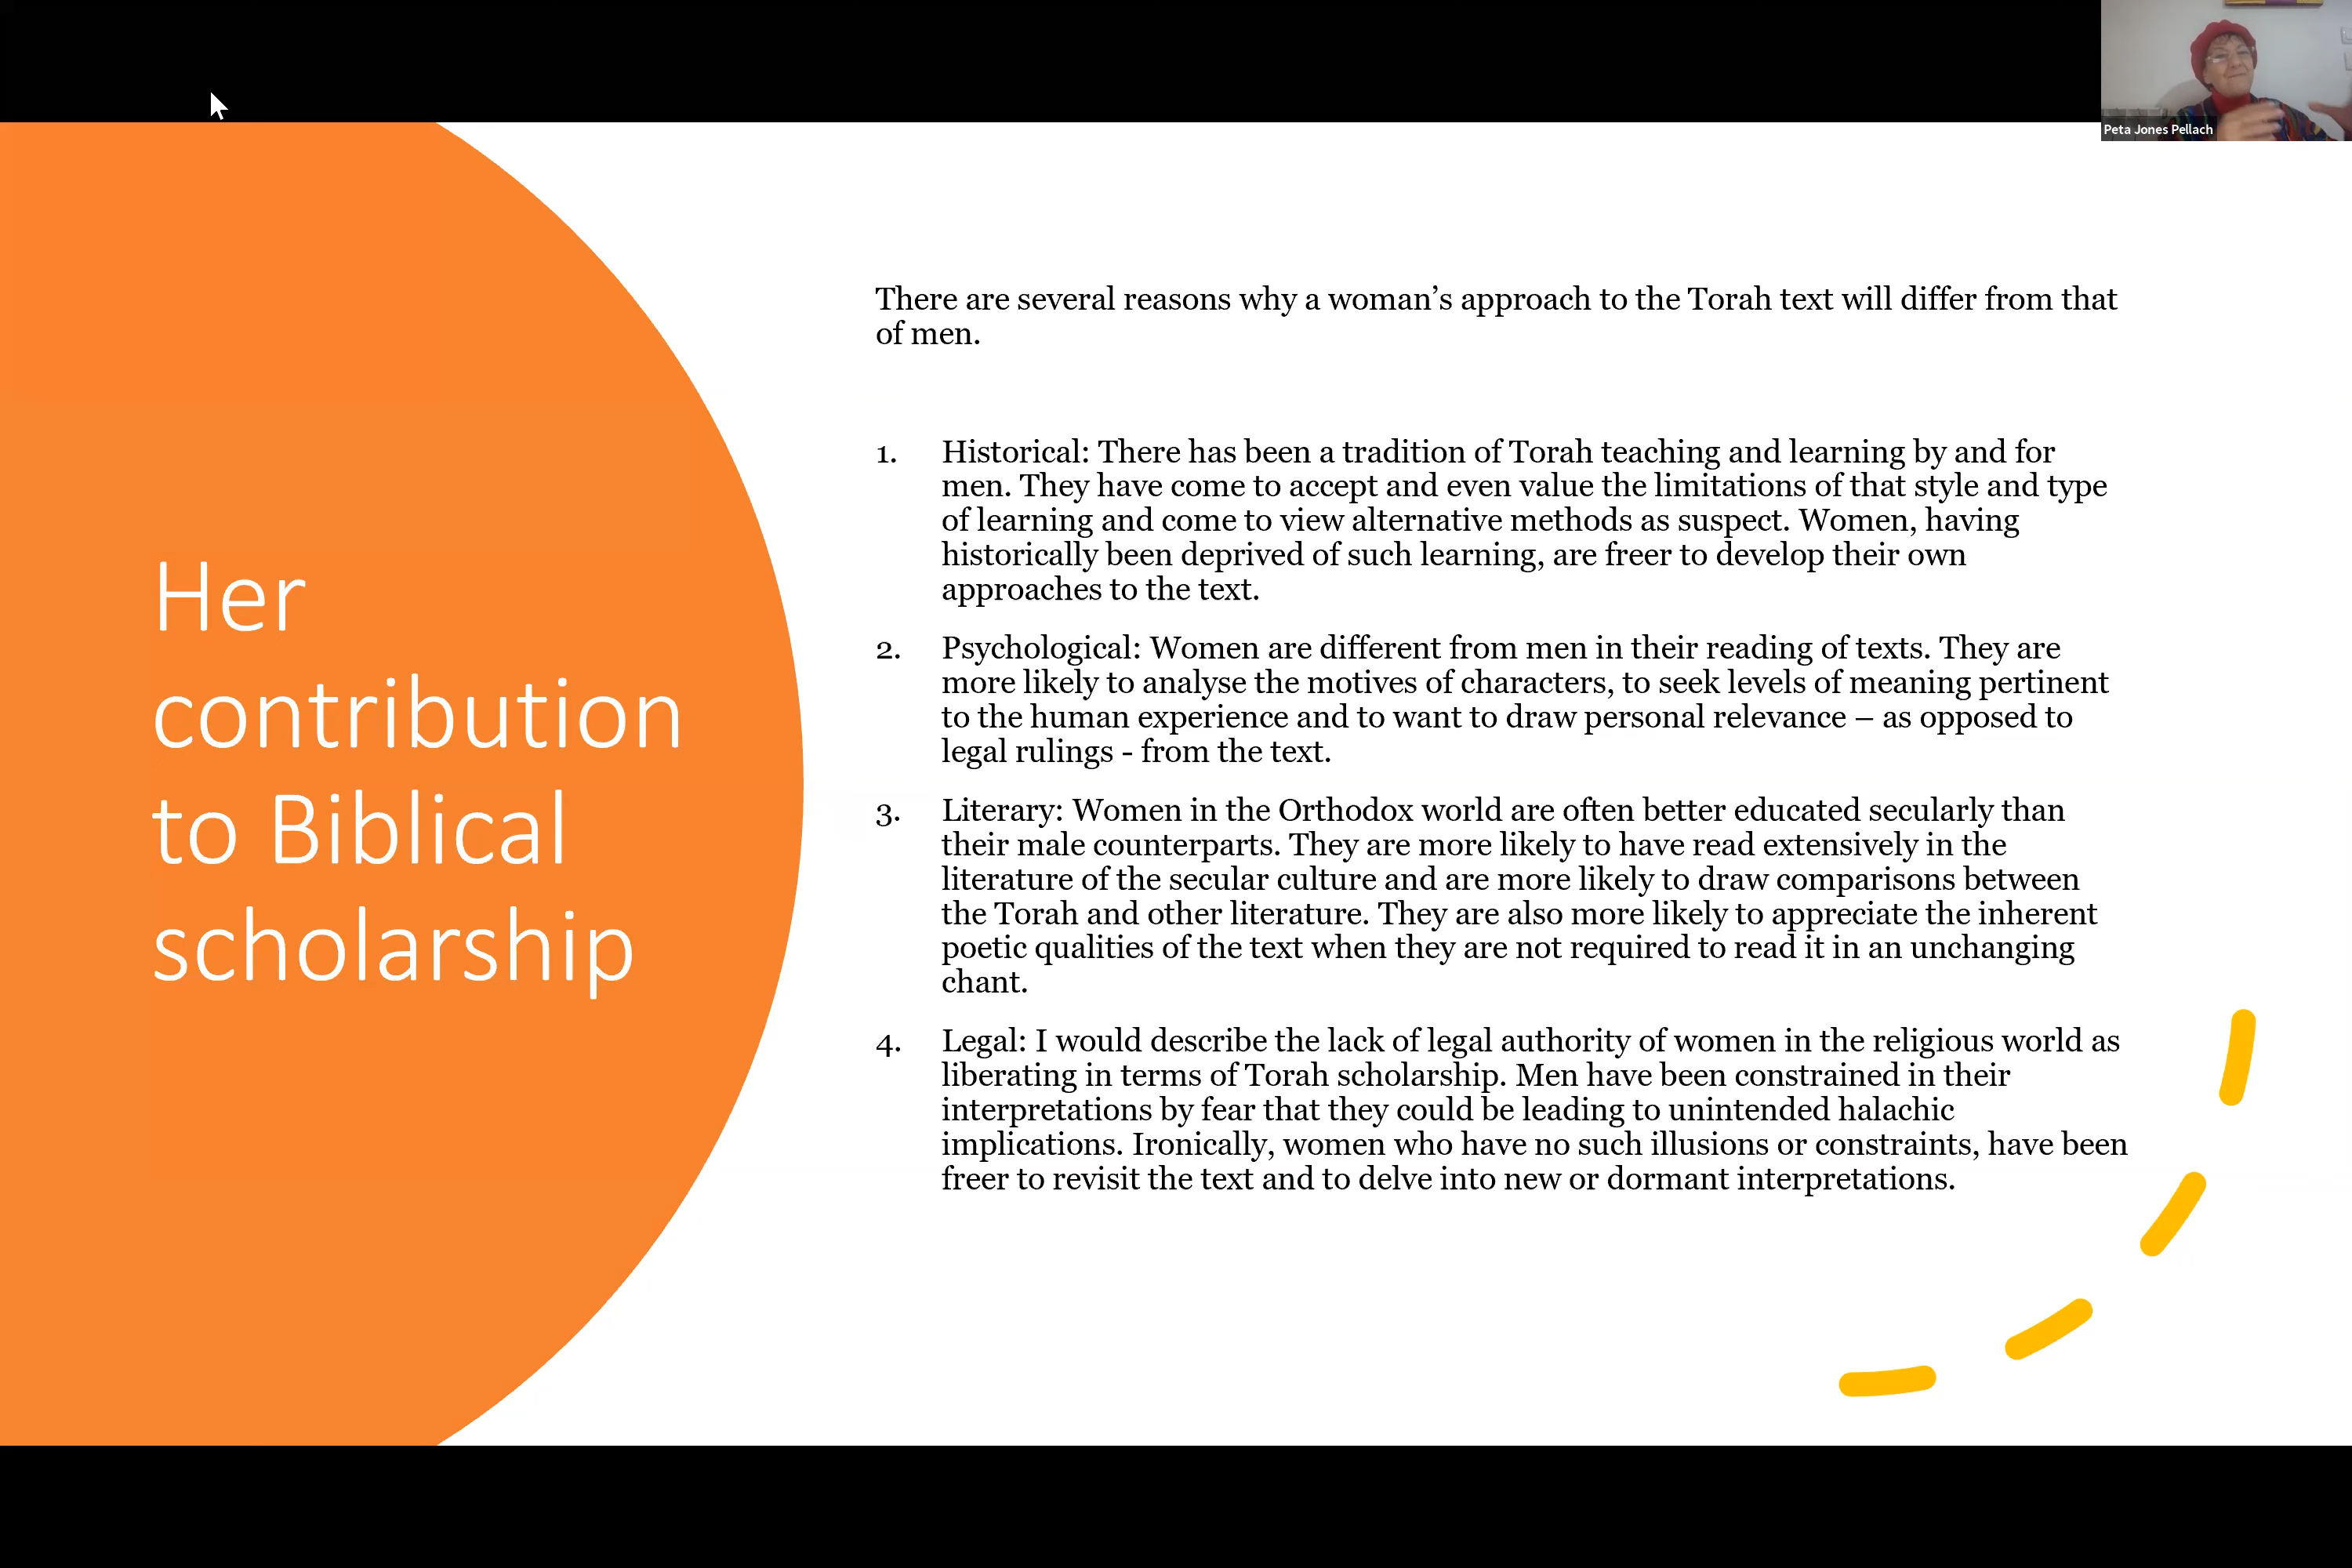 Peta Jones Pellach
Her
contribution
to Biblical
scholarship
There are several reasons why a woman’s approach to the Torah text will differ from that
of men.
1. Historical: There has been a tradition of Torah teaching and learning by and for
men. They have come to accept and even value the limitations of that style and type
of learning and come to view alternative methods as suspect. Women, having
historically been deprived of such learning, are freer to develop their own
approaches to the text.
2. Psychological: Women are different from men in their reading of texts. They are
more likely to analyse the motives of characters, to seek levels of meaning pertinent
to the human experience and to want to draw personal relevance – as opposed to
legal rulings - from the text.
3. Literary: Women in the Orthodox world are often better educated secularly than
their male counterparts. They are more likely to have read extensively in the
literature of the secular culture and are more likely to draw comparisons between
the Torah and other literature. They are also more likely to appreciate the inherent
poetic qualities of the text when they are not required to read it in an unchanging
chant.
4. Legal: I would describe the lack of legal authority of women in the religious world as
liberating in terms of Torah scholarship. Men have been constrained in their
interpretations by fear that they could be leading to unintended halachic
implications. Ironically, women who have no such illusions or constraints, have been
freer to revisit the text and to delve into new or dormant interpretations.